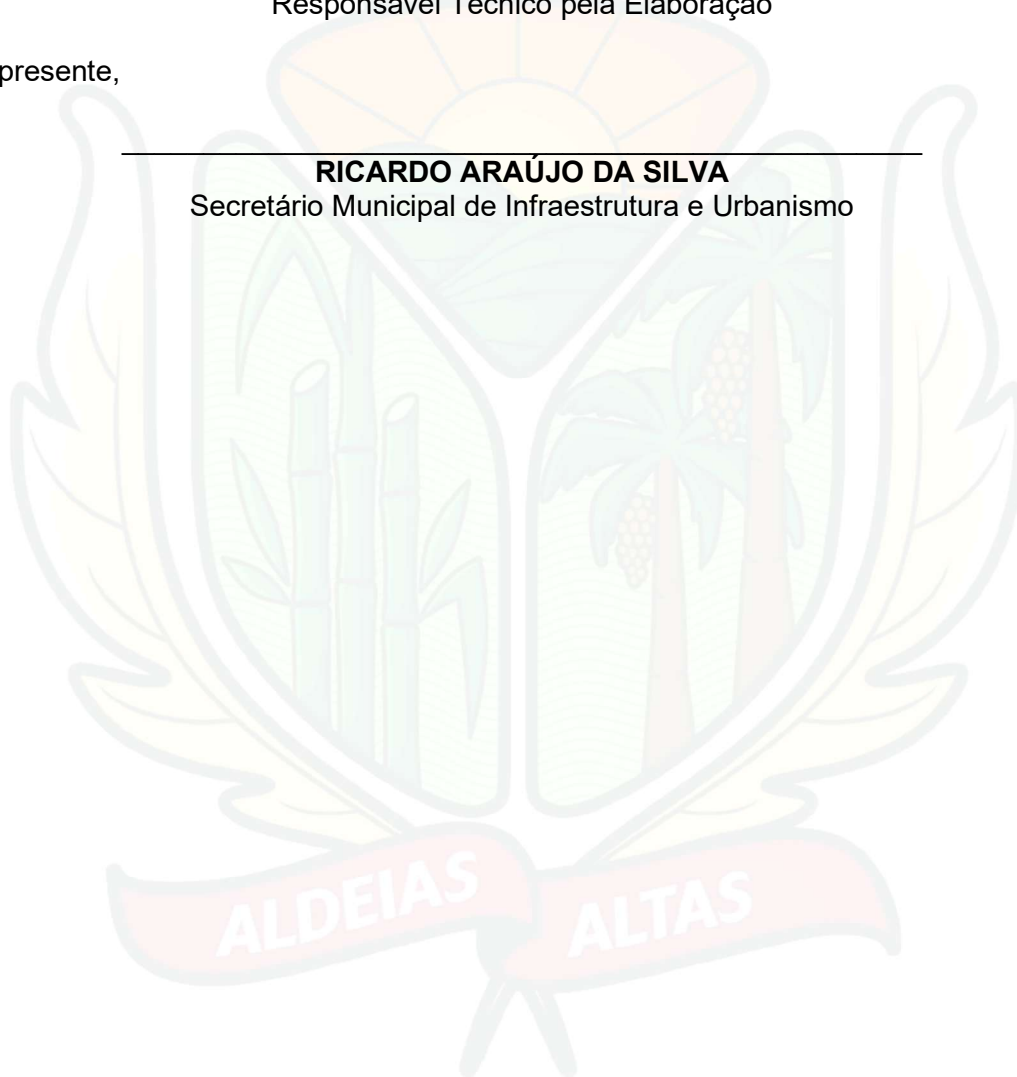 Responsável Técnico pela Elaboração
presente,
RICARDO ARAÚJO DA SILVA
Secretário Municipal de Infraestrutura e Urbanismo
ALDEIAS ALTAS